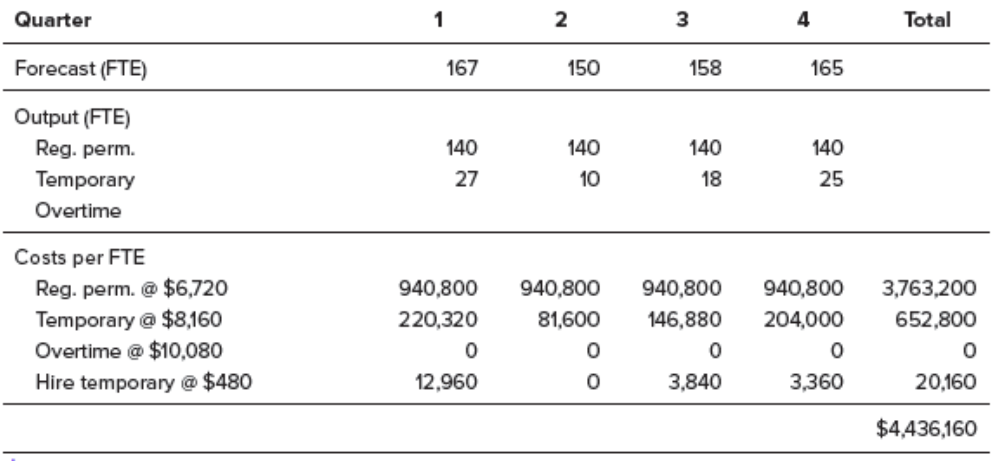 Quarter 1 2 3 4 Total
Forecast (FTE) 167 150 158 165
Output (FTE)
Reg. perm. 140 140 140 140
Temporary 27 10 18 25
Overtime
Costs per FTE
Reg. perm. @ $6,720 940,800 940,800 940,800 940,800 3,763,200
Temporary @ $8,160 220,320 81,600 146,880 204,000 652,800
Overtime @ $10,080 0 0 0 0 0
Hire temporary @ $480 12,960 0 3,840 3,360 20,160
$4,436,160